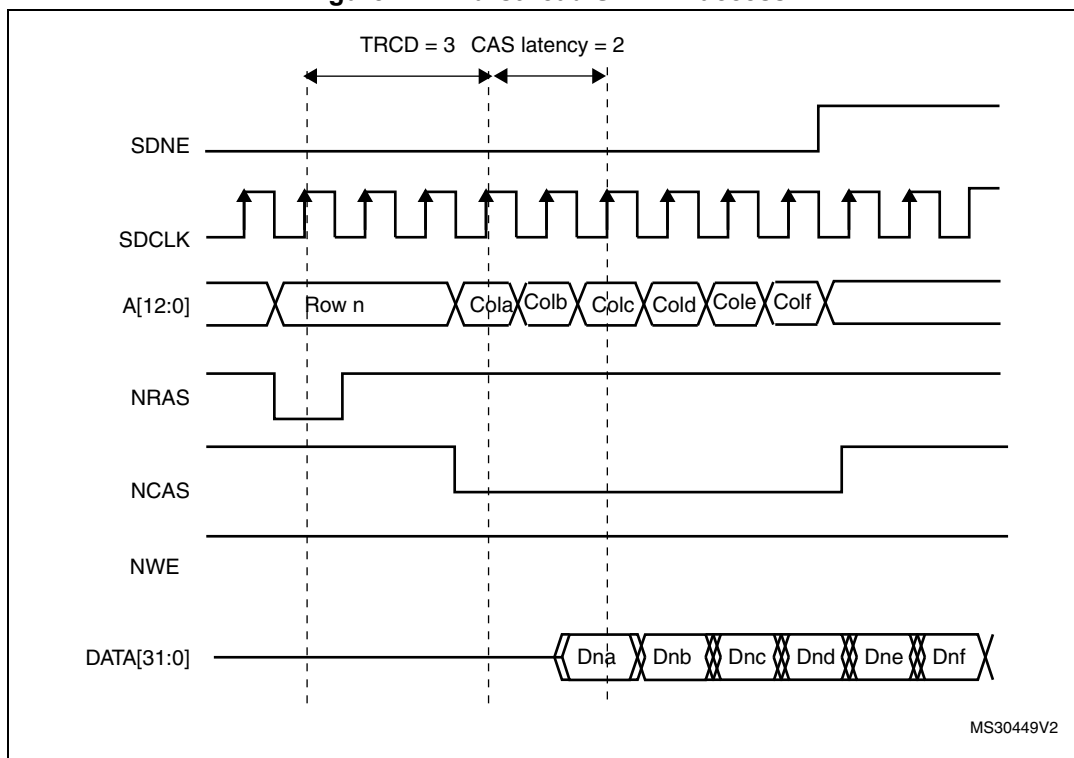 TRCD = 3 CAS latency = 2
SDNE
SDCLK
A[12:0] Row n Cola Colb Colc Cold Cole Colf
NRAS
NCAS
NWE
DATA[31:0] Dna Dnb Dnc Dnd Dne Dnf
MS30449V2